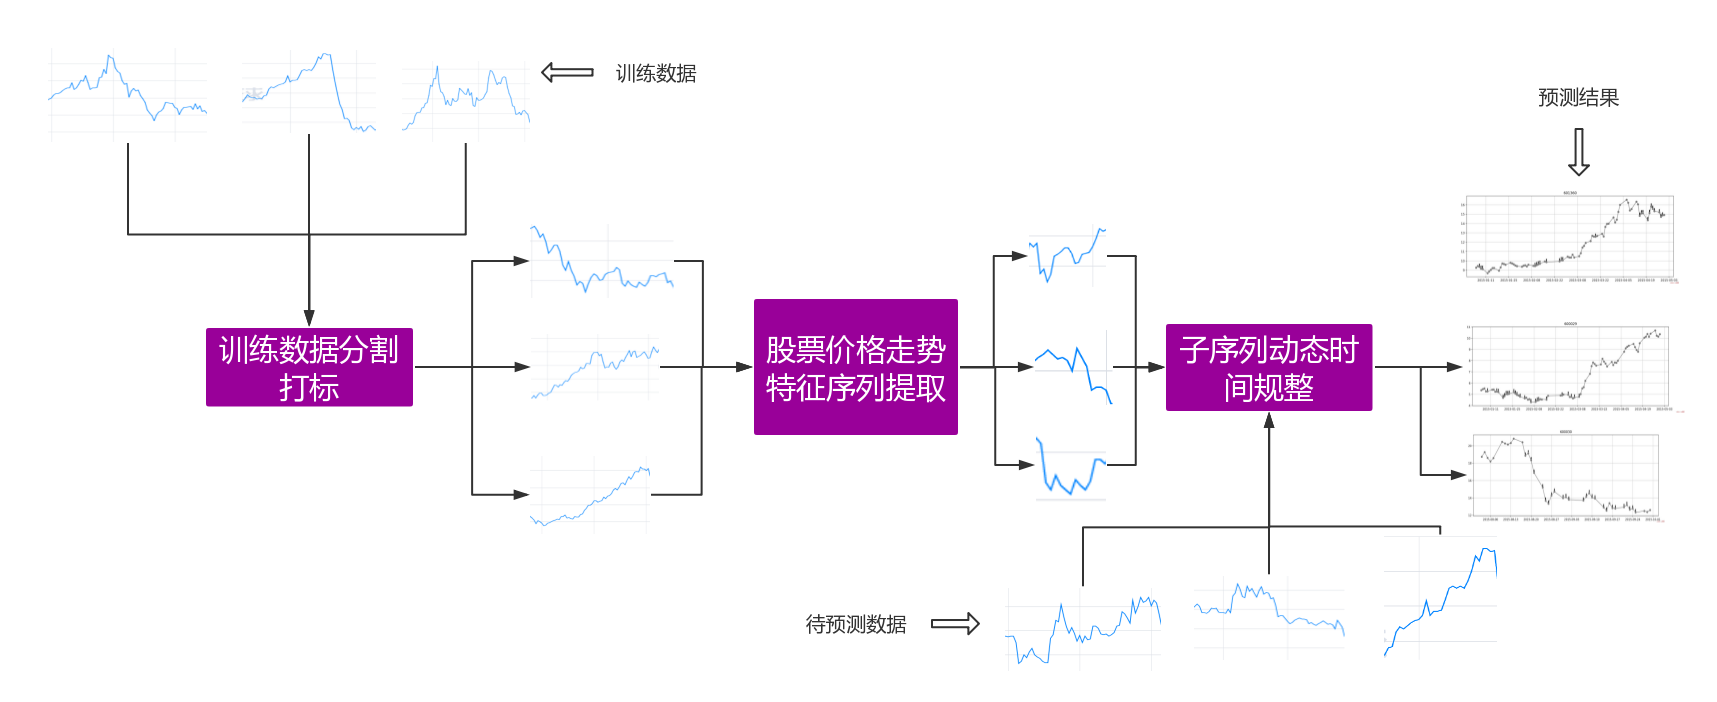 训练数据
预测结果
训练数据分割
打标
股票价格走势
特征序列提取
子序列动态时
间规整
待预测数据